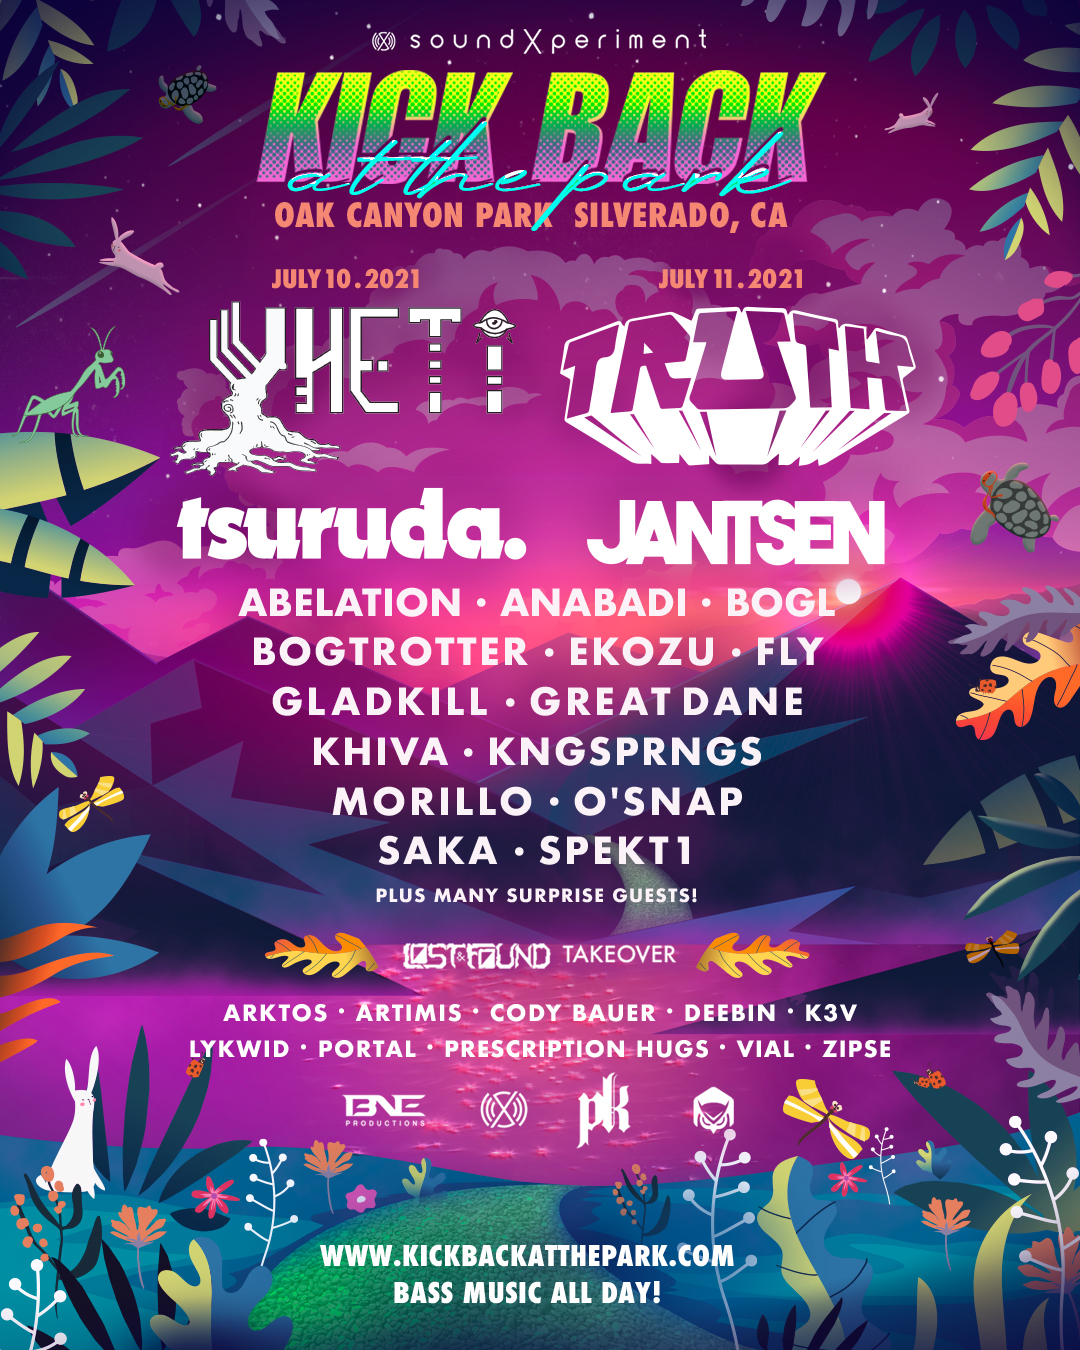 soundXperiment
KICK BACK
at the park
OAK CANYON PARK SILVERADO, CA
JULY 10.2021 JULY 11.2021
YHETI TRUTH
tsuruda. JANTSEN
ABELATION · ANABADI · BOGL
BOGTROTTER · EKOZU · FLY
GLADKILL · GREAT DANE
KHIVA · KNGSPRNGS
MORILLO · O'SNAP
SAKA · SPEKT1
PLUS MANY SURPRISE GUESTS!
LOST&FOUND TAKEOVER
ARKTOS · ARTIMIS · CODY BAUER · DEEBIN · K3V
LYKWID · PORTAL · PRESCRIPTION HUGS · VIAL · ZIPSE
BNE pk
PRODUCTIONS
WWW.KICKBACKATTHEPARK.COM
BASS MUSIC ALL DAY!